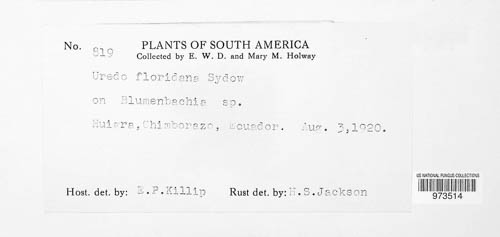 No. 819 PLANTS OF SOUTH AMERICA
Collected by E. W. D. and Mary M. Holway
Uredo floridana Sydow
on Blumenbachia sp.
Huigra, Chimborazo, Ecuador. Aug. 3,1920.
Host. det. by: E.P.Killip Rust det. by: H.S.Jackson
US NATIONAL FUNGUS COLLECTIONS
973514